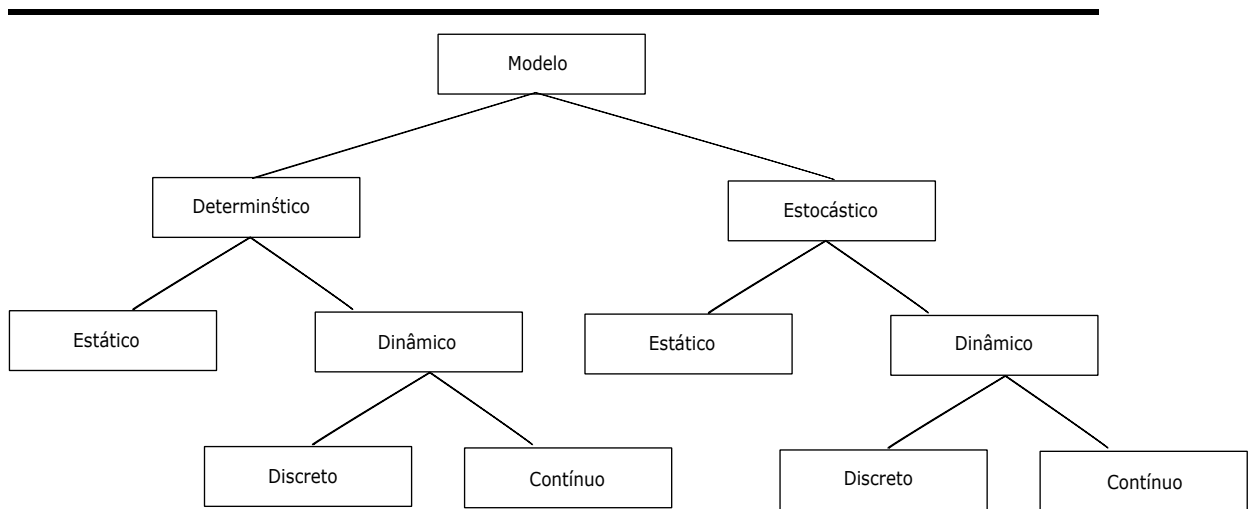 Modelo
Determinśtico
Estocástico
Estático
Dinâmico
Estático
Dinâmico
Discreto
Contínuo
Discreto
Contínuo